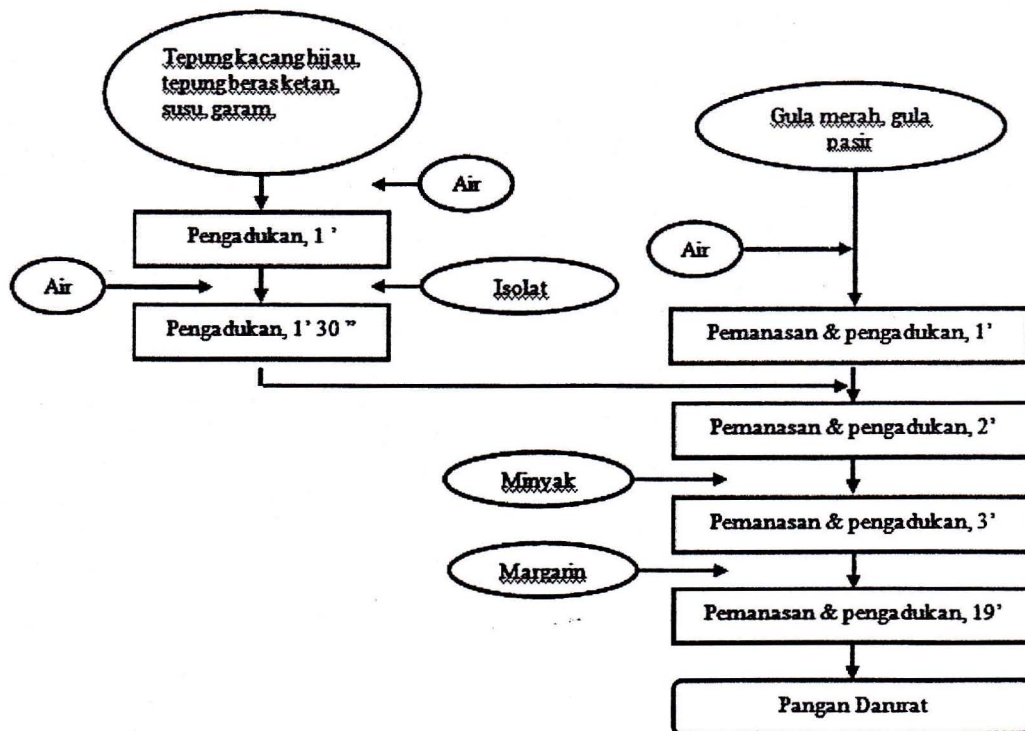 Tepung kacang hijau,
tepung beras ketan,
susu, garam,
Air
Pengadukan, 1 ’
Air
Isolat
Pengadukan, 1’ 30 ”
Gula merah, gula
pasir
Air
Pemanasan & pengadukan, 1’
Pemanasan & pengadukan, 2’
Minyak
Pemanasan & pengadukan, 3’
Margarin
Pemanasan & pengadukan, 19’
Pangan Darurat